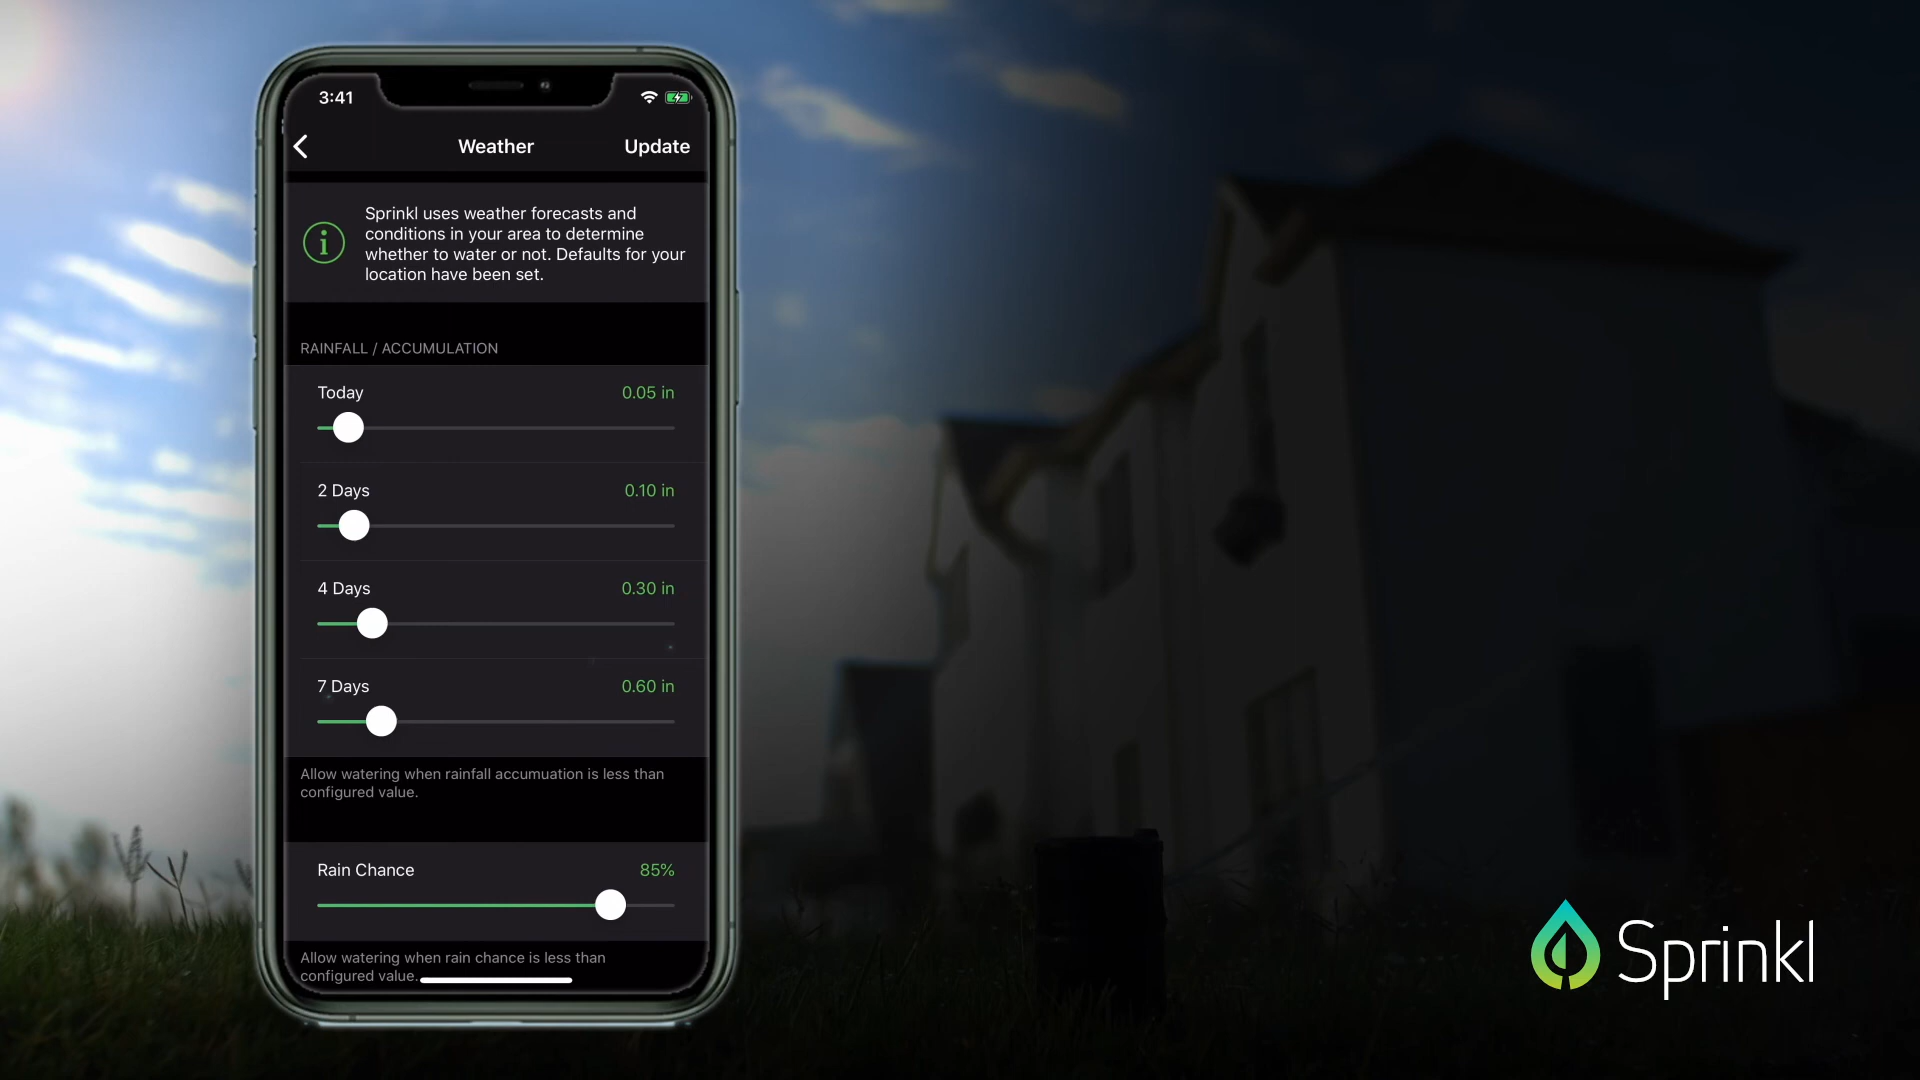 3:41
Weather
Update
Sprinkl uses weather forecasts and
conditions in your area to determine
whether to water or not. Defaults for your
location have been set.
RAINFALL / ACCUMULATION
Today
0.05 in
2 Days
0.10 in
4 Days
0.30 in
7 Days
0.60 in
Allow watering when rainfall accumuation is less than
configured value.
Rain Chance
85%
Allow watering when rain chance is less than
configured value.
Sprinkl